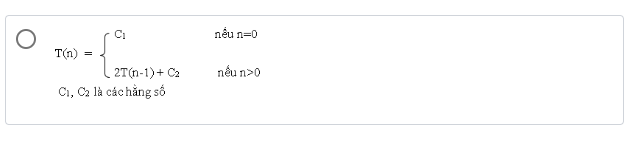 C₁ nếu n=0
T(n) =
2T(n-1) + C₂ nếu n>0
C₁, C₂ là các hằng số